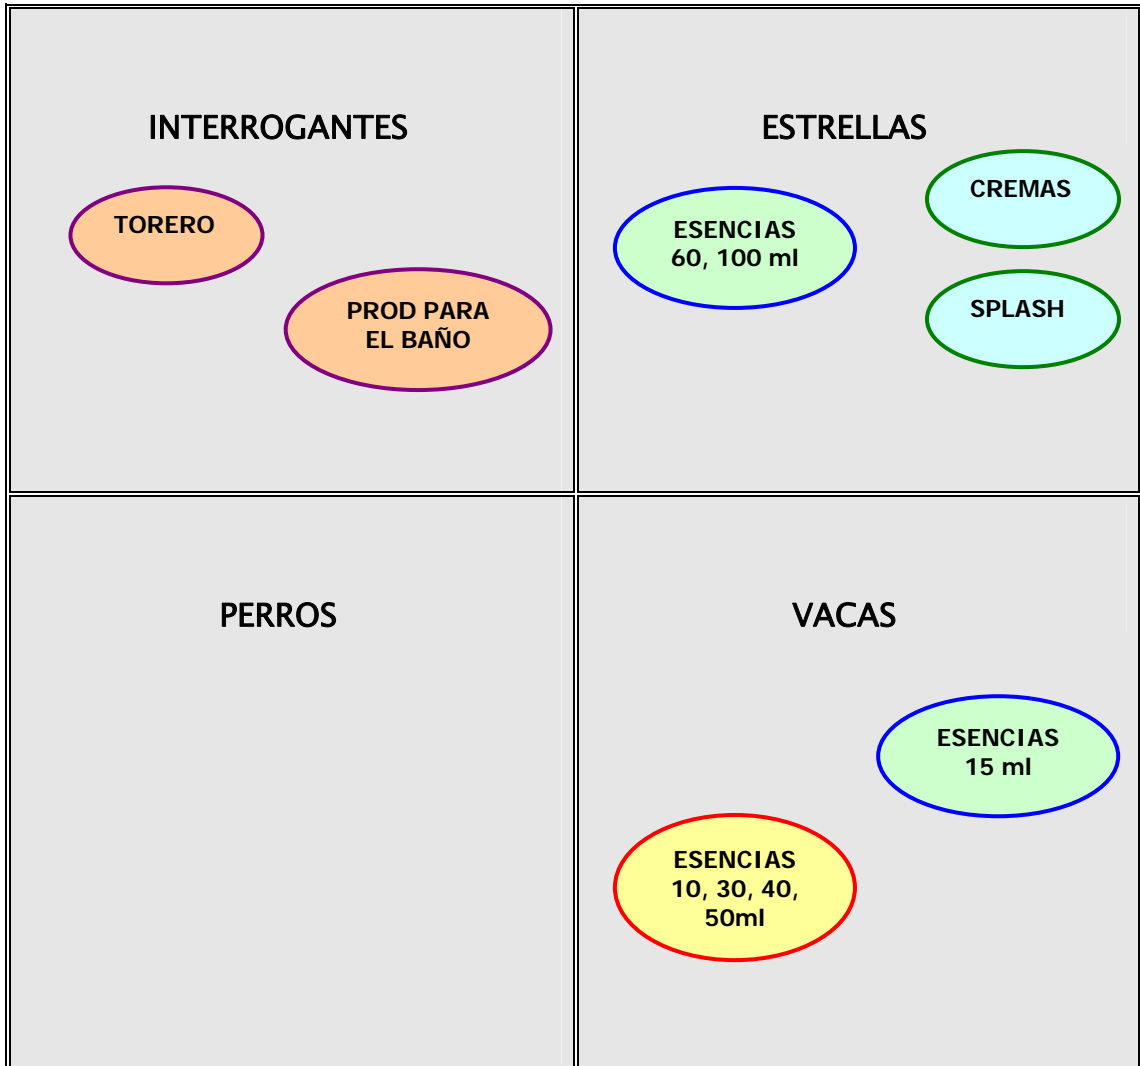 INTERROGANTES
TORERO
PROD PARA
EL BAÑO
ESTRELLAS
ESENCIAS
60, 100 ml
CREMAS
SPLASH
PERROS
VACAS
ESENCIAS
15 ml
ESENCIAS
10, 30, 40,
50ml